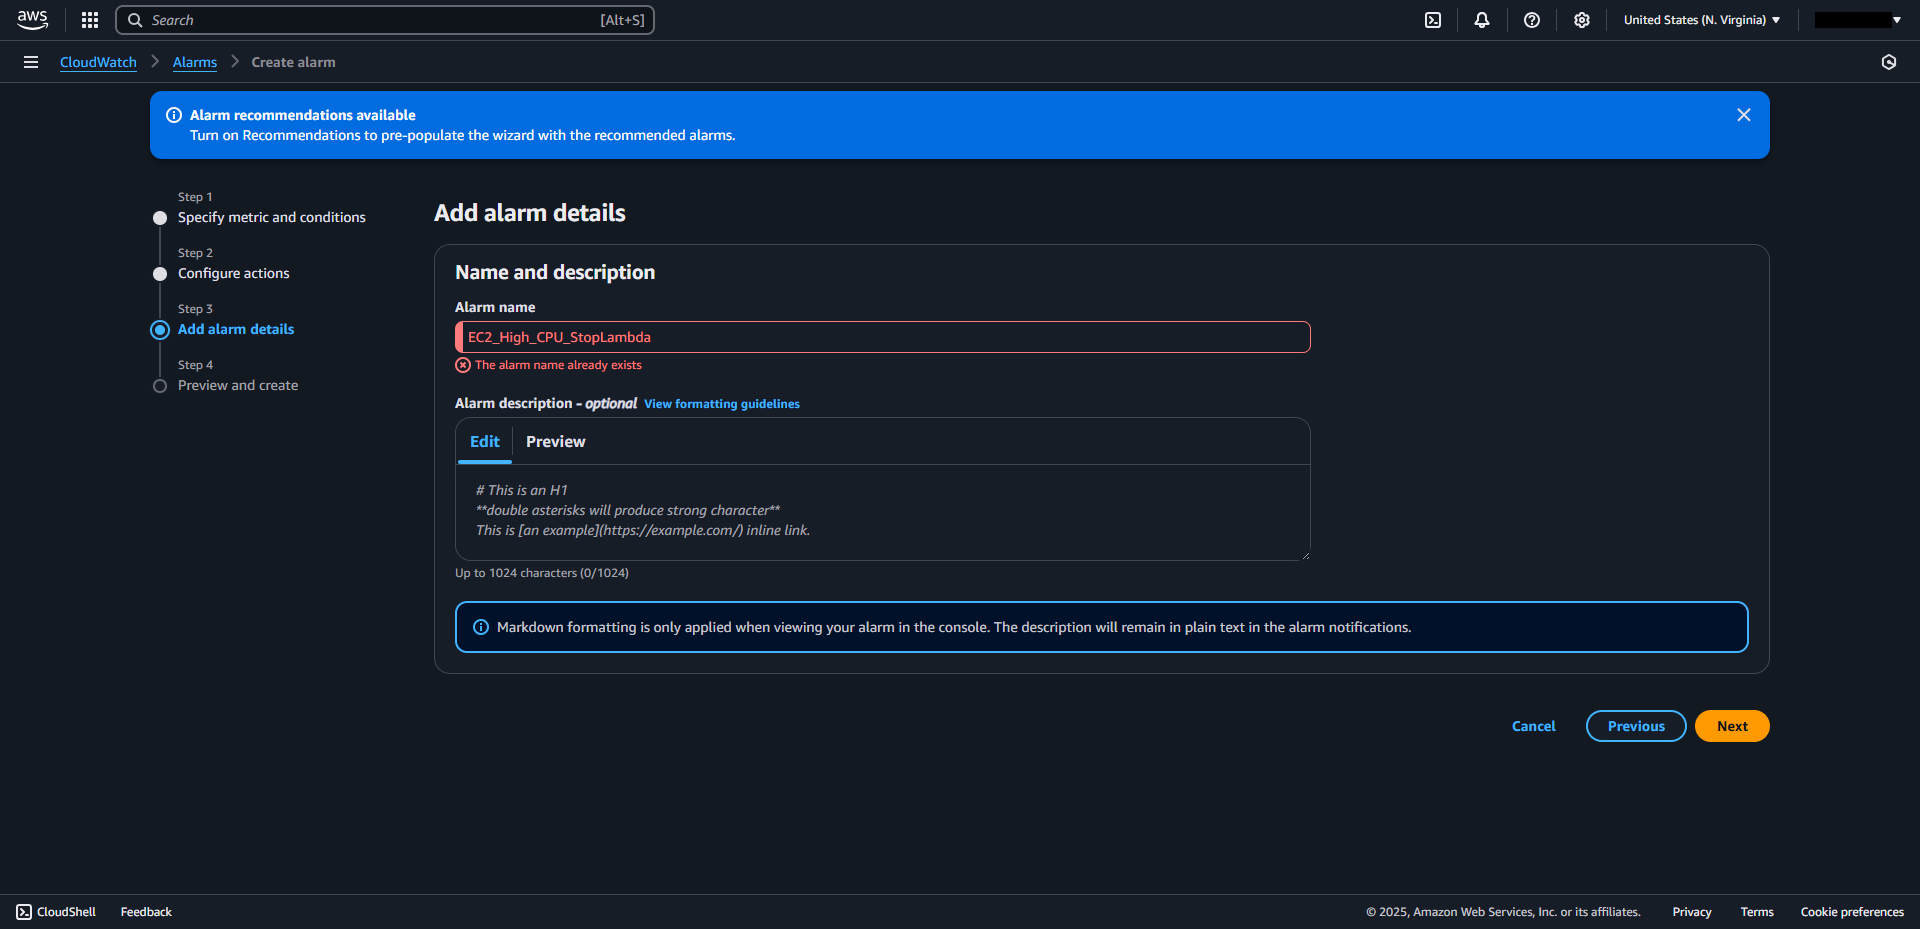 aws
Search [Alt+S]
United States (N. Virginia)
CloudWatch Alarms Create alarm
Alarm recommendations available
Turn on Recommendations to pre-populate the wizard with the recommended alarms.
Step 1
Specify metric and conditions
Step 2
Configure actions
Step 3
Add alarm details
Step 4
Preview and create
Add alarm details
Name and description
Alarm name
EC2_High_CPU_StopLambda
The alarm name already exists
Alarm description - optional View formatting guidelines
Edit Preview
# This is an H1
**double asterisks will produce strong character**
This is [an example](https://example.com/) inline link.
Up to 1024 characters (0/1024)
Markdown formatting is only applied when viewing your alarm in the console. The description will remain in plain text in the alarm notifications.
Cancel Previous Next
CloudShell Feedback © 2025, Amazon Web Services, Inc. or its affiliates. Privacy Terms Cookie preferences